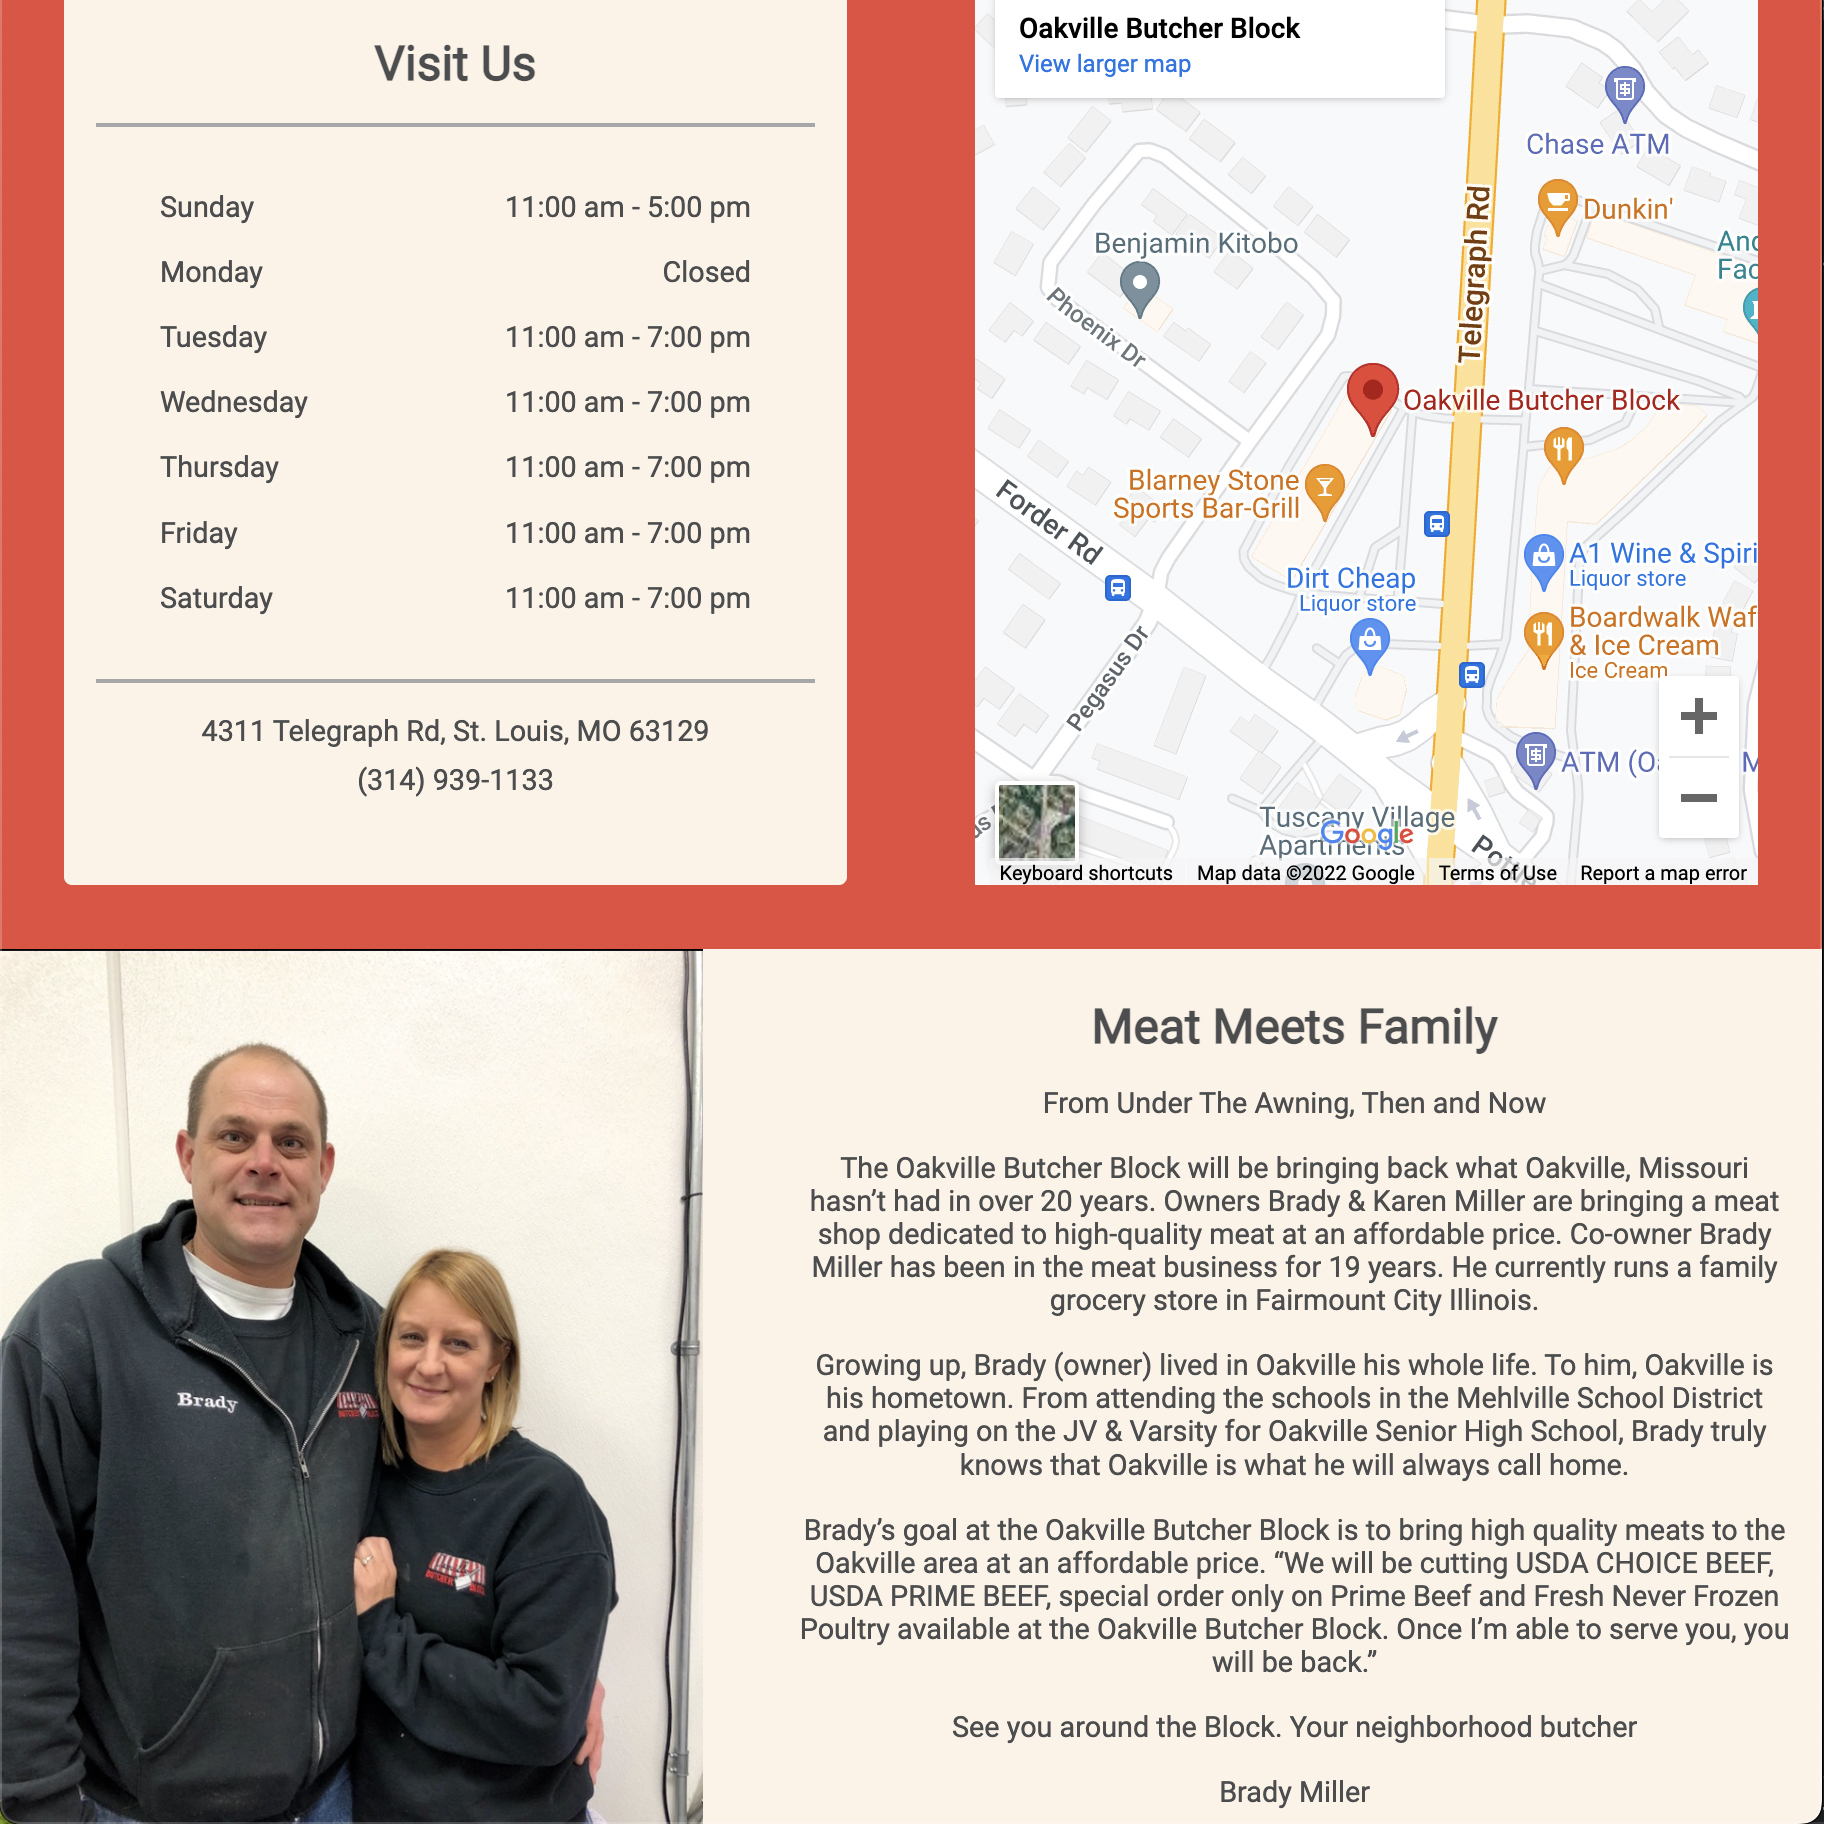 Visit Us
Sunday 11:00 am - 5:00 pm
Monday Closed
Tuesday 11:00 am - 7:00 pm
Wednesday 11:00 am - 7:00 pm
Thursday 11:00 am - 7:00 pm
Friday 11:00 am - 7:00 pm
Saturday 11:00 am - 7:00 pm
4311 Telegraph Rd, St. Louis, MO 63129
(314) 939-1133
Oakville Butcher Block
View larger map
Chase ATM
Dunkin'
Telegraph Rd
Benjamin Kitobo
Phoenix Dr
Oakville Butcher Block
Blarney Stone
Sports Bar-Grill
Forder Rd
Dirt Cheap
Liquor store
A1 Wine & Spiri
Liquor store
Boardwalk Waf
& Ice Cream
Ice Cream
Pegasus Dr
ATM (O
Tuscany Village
Apartments
Google
Keyboard shortcuts
Map data ©2022 Google
Terms of Use
Report a map error
Meat Meets Family
From Under The Awning, Then and Now
The Oakville Butcher Block will be bringing back what Oakville, Missouri
hasn’t had in over 20 years. Owners Brady & Karen Miller are bringing a meat
shop dedicated to high-quality meat at an affordable price. Co-owner Brady
Miller has been in the meat business for 19 years. He currently runs a family
grocery store in Fairmount City Illinois.
Growing up, Brady (owner) lived in Oakville his whole life. To him, Oakville is
his hometown. From attending the schools in the Mehlville School District
and playing on the JV & Varsity for Oakville Senior High School, Brady truly
knows that Oakville is what he will always call home.
Brady’s goal at the Oakville Butcher Block is to bring high quality meats to the
Oakville area at an affordable price. “We will be cutting USDA CHOICE BEEF,
USDA PRIME BEEF, special order only on Prime Beef and Fresh Never Frozen
Poultry available at the Oakville Butcher Block. Once I’m able to serve you, you
will be back.”
See you around the Block. Your neighborhood butcher
Brady Miller
Brady